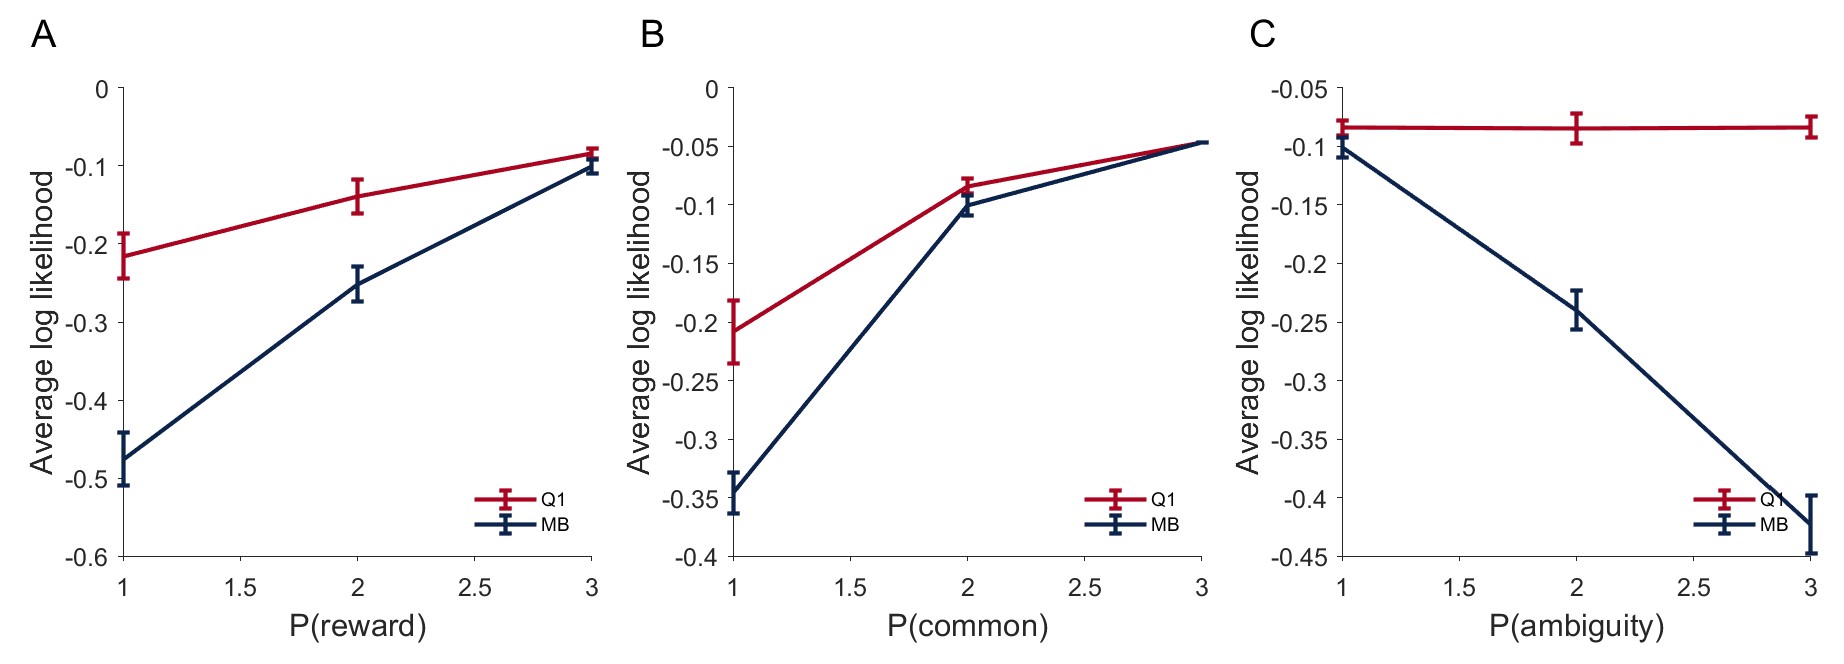 A
Average log likelihood
0
-0.1
-0.2
-0.3
-0.4
-0.5
-0.6
1 1.5 2 2.5 3
P(reward)
Q1
MB
B
Average log likelihood
0
-0.05
-0.1
-0.15
-0.2
-0.25
-0.3
-0.35
-0.4
1 1.5 2 2.5 3
P(common)
Q1
MB
C
Average log likelihood
-0.05
-0.1
-0.15
-0.2
-0.25
-0.3
-0.35
-0.4
-0.45
1 1.5 2 2.5 3
P(ambiguity)
Q1
MB